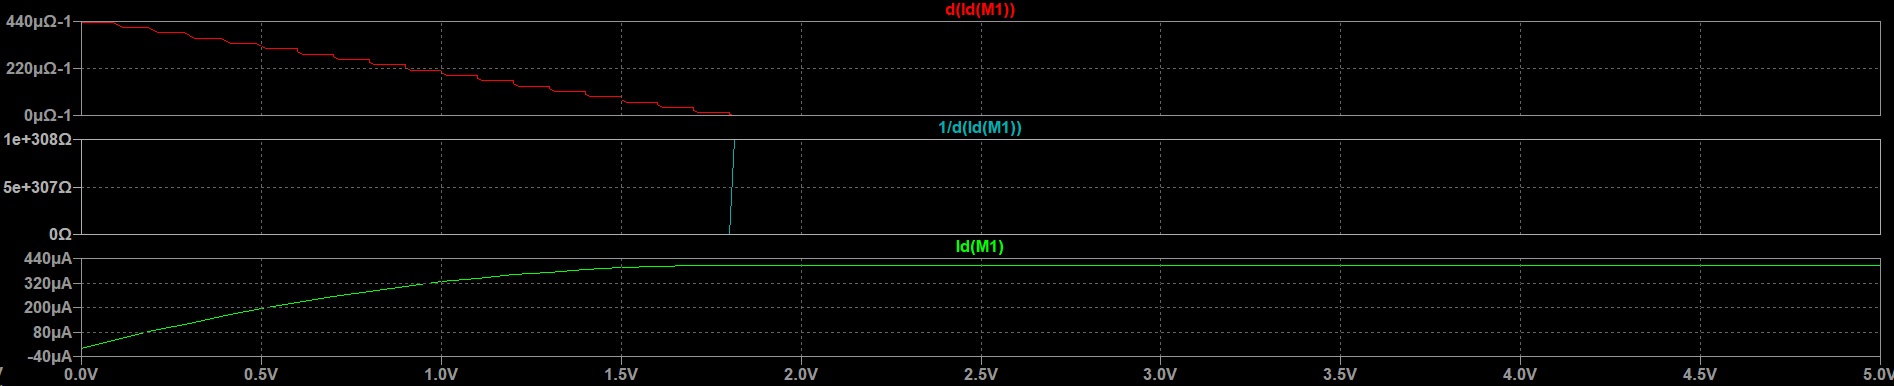 d(Id(M1))
440µΩ-1
220µΩ-1
0µΩ-1
1/d(Id(M1))
1e+308Ω
5e+307Ω
0Ω
Id(M1)
440µA
320µA
200µA
80µA
-40µA
0.0V 0.5V 1.0V 1.5V 2.0V 2.5V 3.0V 3.5V 4.0V 4.5V 5.0V